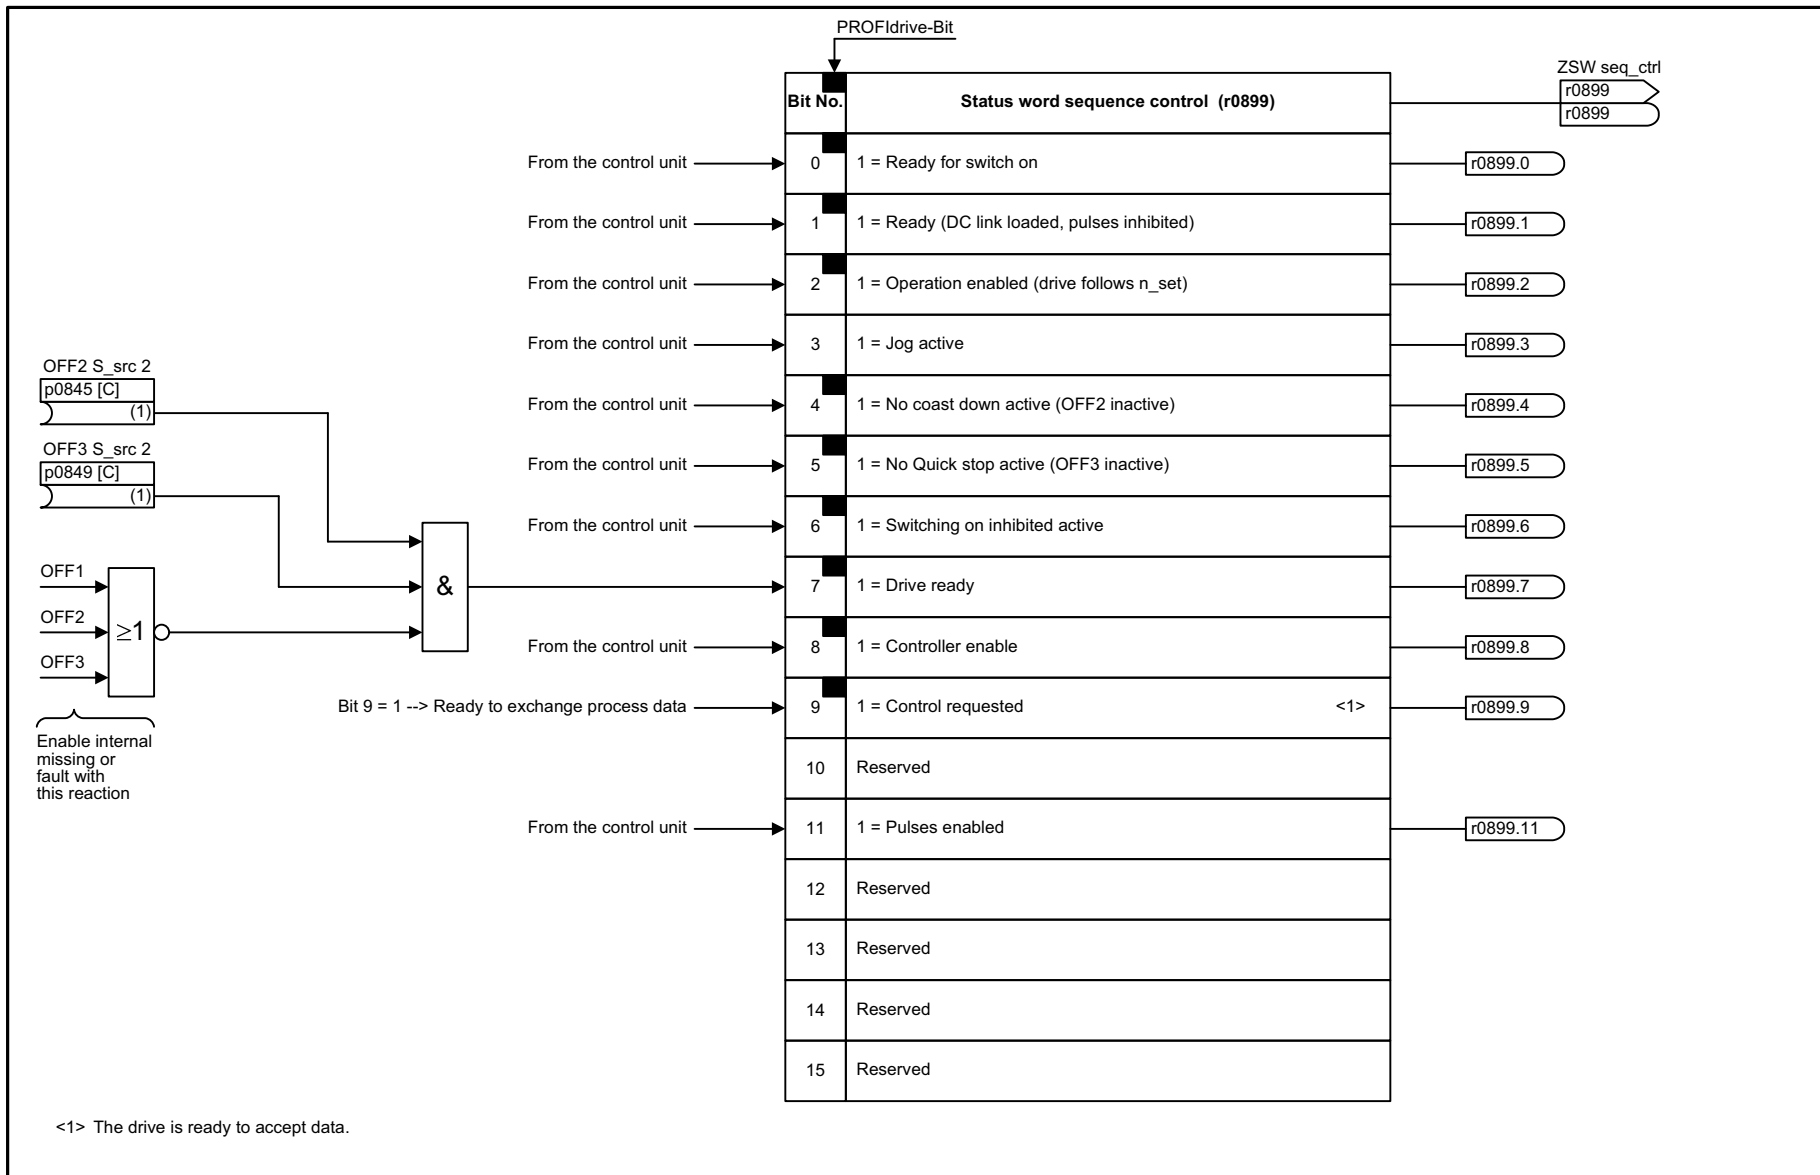 PROFIdrive-Bit
ZSW seq_ctrl
r0899
r0899
Bit No. Status word sequence control (r0899)
From the control unit 0 1 = Ready for switch on r0899.0
From the control unit 1 1 = Ready (DC link loaded, pulses inhibited) r0899.1
From the control unit 2 1 = Operation enabled (drive follows n_set) r0899.2
From the control unit 3 1 = Jog active r0899.3
OFF2 S_src 2
p0845 [C]
(1)
From the control unit 4 1 = No coast down active (OFF2 inactive) r0899.4
OFF3 S_src 2
p0849 [C]
(1)
From the control unit 5 1 = No Quick stop active (OFF3 inactive) r0899.5
From the control unit 6 1 = Switching on inhibited active r0899.6
OFF1
OFF2
OFF3
≥1
&
7 1 = Drive ready r0899.7
From the control unit 8 1 = Controller enable r0899.8
Bit 9 = 1 --> Ready to exchange process data 9 1 = Control requested <1> r0899.9
Enable internal
missing or
fault with
this reaction
10 Reserved
From the control unit 11 1 = Pulses enabled r0899.11
12 Reserved
13 Reserved
14 Reserved
15 Reserved
<1> The drive is ready to accept data.